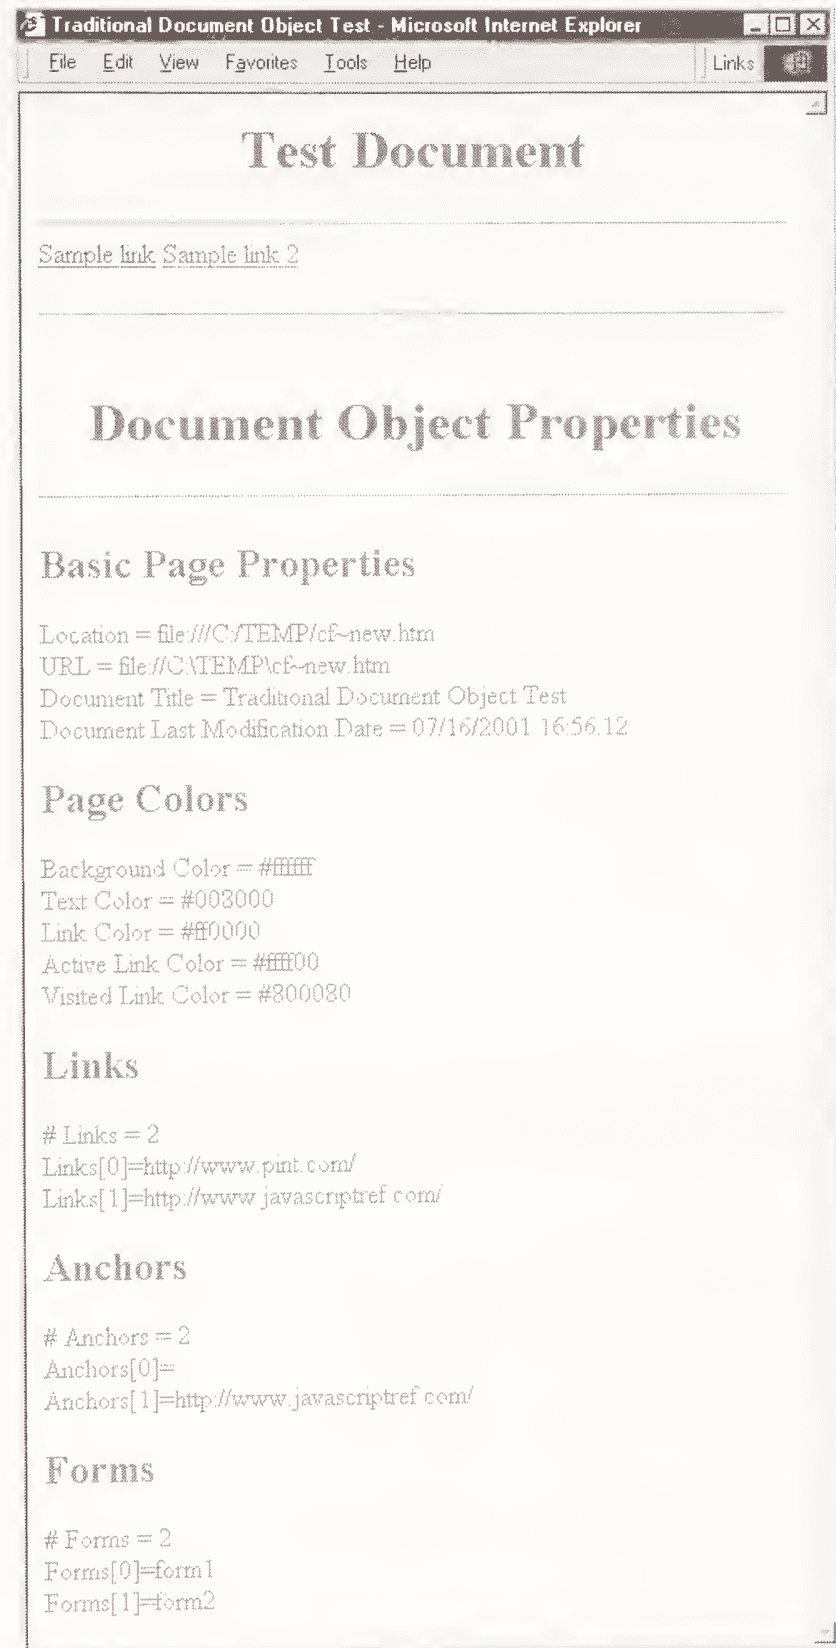 Traditional Document Object Test - Microsoft Internet Explorer
File Edit View Favorites Tools Help Links
Test Document
Sample link Sample link 2
Document Object Properties
Basic Page Properties
Location = file:///C:/TEMP/cf~new.htm
URL = file://C:\TEMP\cf~new.htm
Document Title = Traditional Document Object Test
Document Last Modification Date = 07/16/2001 16:56:12
Page Colors
Background Color = #ffffff
Text Color = #008000
Link Color = #ff0000
Active Link Color = #ffff00
Visited Link Color = #800080
Links
# Links = 2
Links[0]=http://www.pint.com/
Links[1]=http://www.javascriptref.com/
Anchors
# Anchors = 2
Anchors[0]=
Anchors[1]=http://www.javascriptref.com/
Forms
# Forms = 2
Forms[0]=form1
Forms[1]=form2